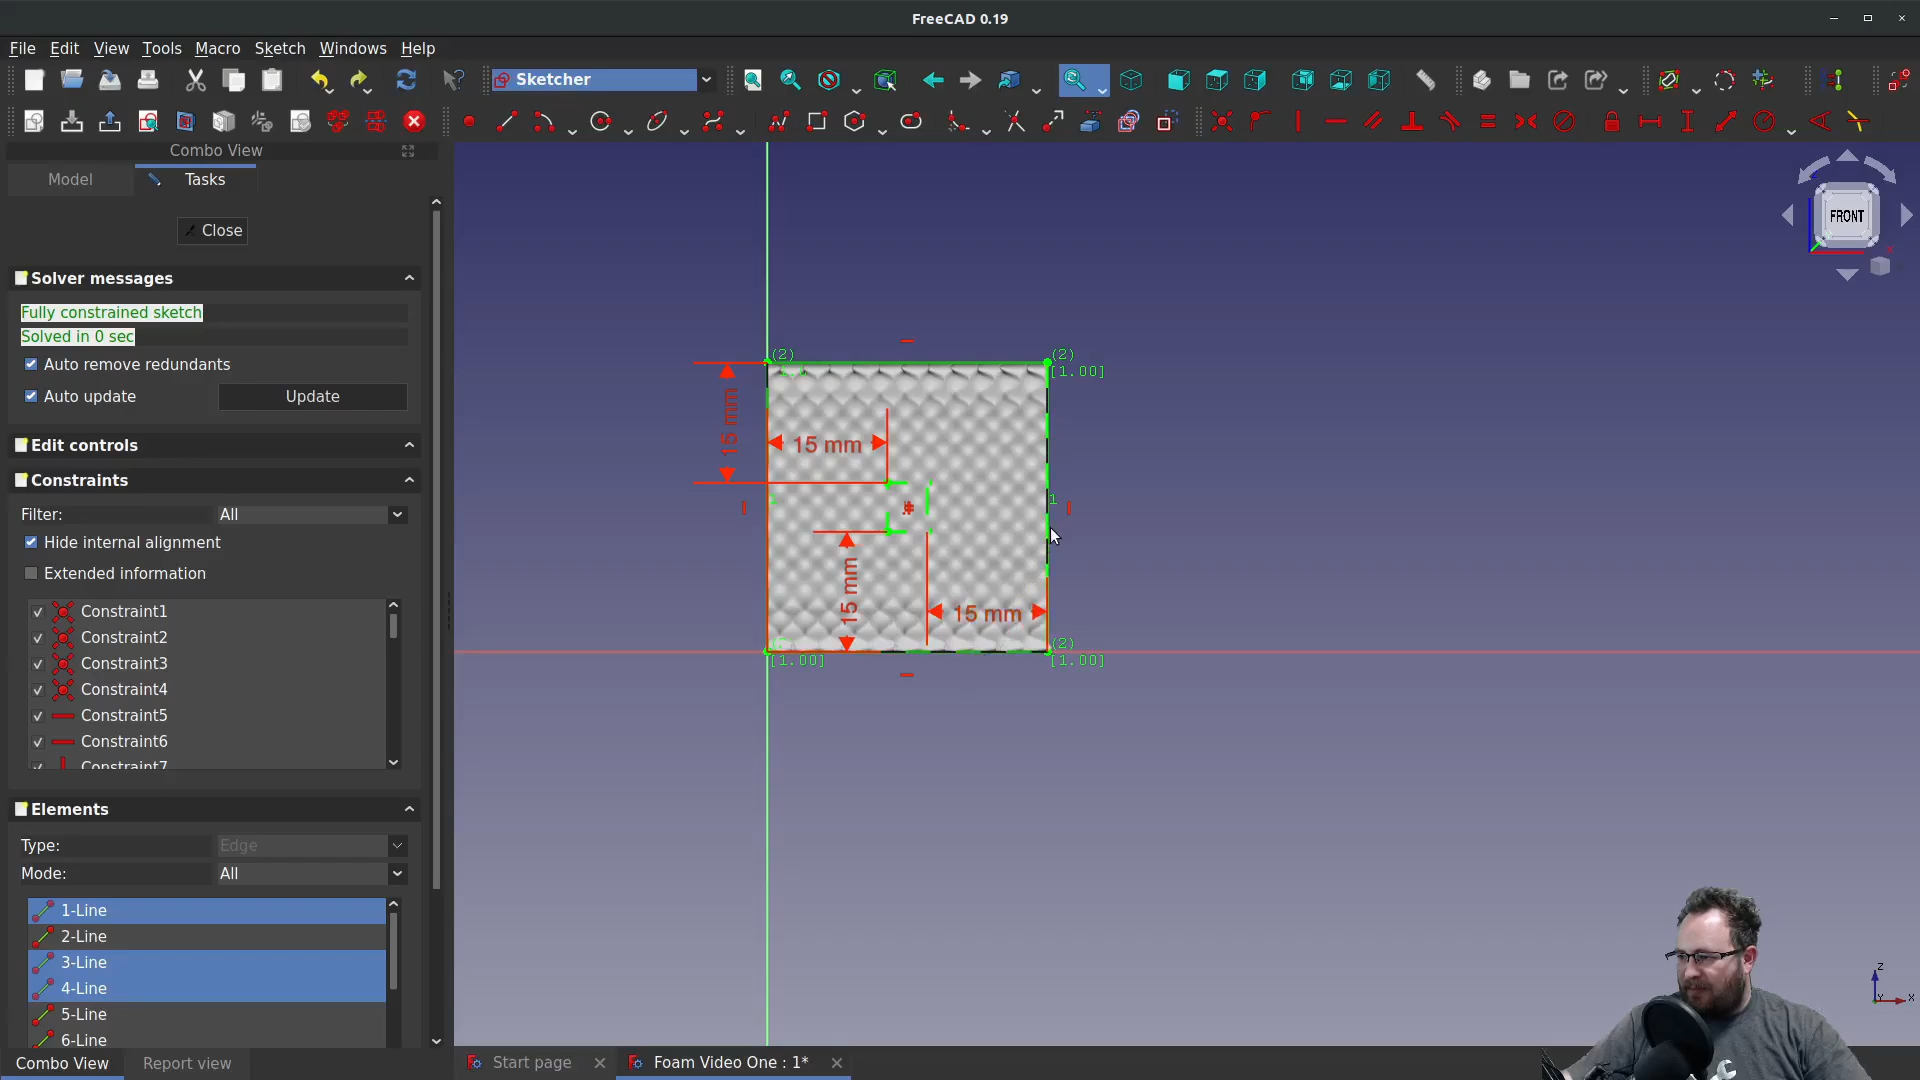 FreeCAD 0.19
File Edit View Tools Macro Sketch Windows Help
Sketcher
Combo View
Model
Tasks
Close
Solver messages
Fully constrained sketch
Solved in 0 sec
Auto remove redundants
Auto update
Update
Edit controls
Constraints
Filter:
All
Hide internal alignment
Extended information
Constraint1
Constraint2
Constraint3
Constraint4
Constraint5
Constraint6
Constraint7
Elements
Type:
Edge
Mode:
All
1-Line
2-Line
3-Line
4-Line
5-Line
6-Line
Combo View
Report view
FRONT
(2)
(2)
[1.00]
15 mm
15 mm
1
1
15 mm
15 mm
(2)
[1.00]
[1.00]
Z
Y
X
Start page
Foam Video One : 1*